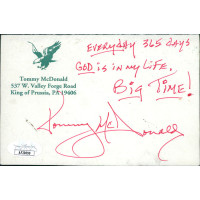 EVERYDAY 365 DAYS
GOD IS IN MY LIFE.
BIG TIME!
Tommy McDonald
537 W. Valley Forge Road
King of Prussia, PA 19406
Tommy McDonald